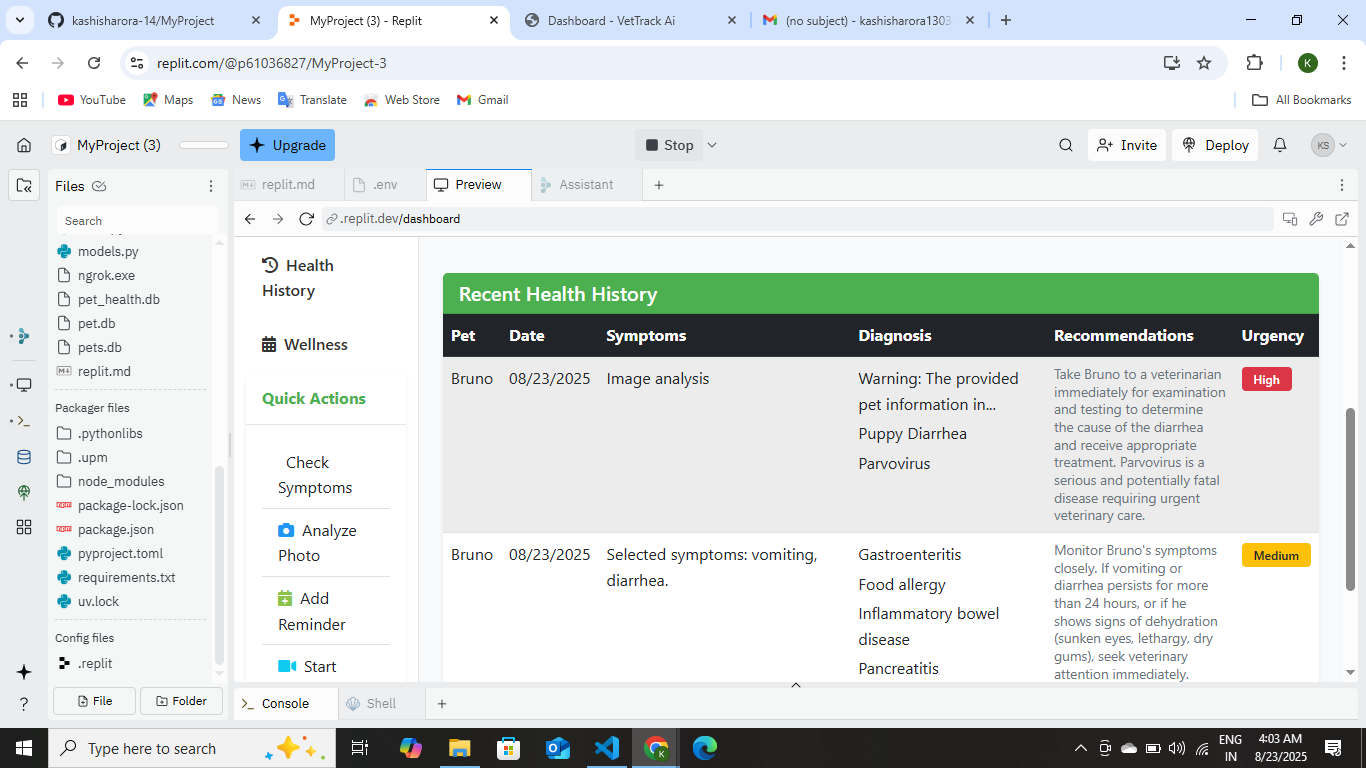 kashisharora-14/MyProject
MyProject (3) - Replit
Dashboard - VetTrack Ai
(no subject) - kashisharora130
replit.com/@p61036827/MyProject-3
K
YouTube
Maps
News
Translate
Web Store
Gmail
All Bookmarks
MyProject (3)
Upgrade
Stop
Invite
Deploy
KS
Files
replit.md
.env
Preview
Assistant
Search
.replit.dev/dashboard
models.py
ngrok.exe
pet_health.db
pet.db
pets.db
replit.md
Packager files
.pythonlibs
.upm
node_modules
package-lock.json
package.json
pyproject.toml
requirements.txt
uv.lock
Config files
.replit
File
Folder
Health
History
Wellness
Quick Actions
Check
Symptoms
Analyze
Photo
Add
Reminder
Start
Recent Health History
Pet Date Symptoms Diagnosis Recommendations Urgency
Bruno 08/23/2025 Image analysis
Warning: The provided
pet information in...
Puppy Diarrhea
Parvovirus
Take Bruno to a veterinarian
immediately for examination
and testing to determine
the cause of the diarrhea
and receive appropriate
treatment. Parvovirus is a
serious and potentially fatal
disease requiring urgent
veterinary care.
High
Bruno 08/23/2025 Selected symptoms: vomiting,
diarrhea.
Gastroenteritis
Food allergy
Inflammatory bowel
disease
Pancreatitis
Monitor Bruno's symptoms
closely. If vomiting or
diarrhea persists for more
than 24 hours, or if he
shows signs of dehydration
(sunken eyes, lethargy, dry
gums), seek veterinary
attention immediately.
Medium
Console
Shell
Type here to search
ENG
IN
4:03 AM
8/23/2025